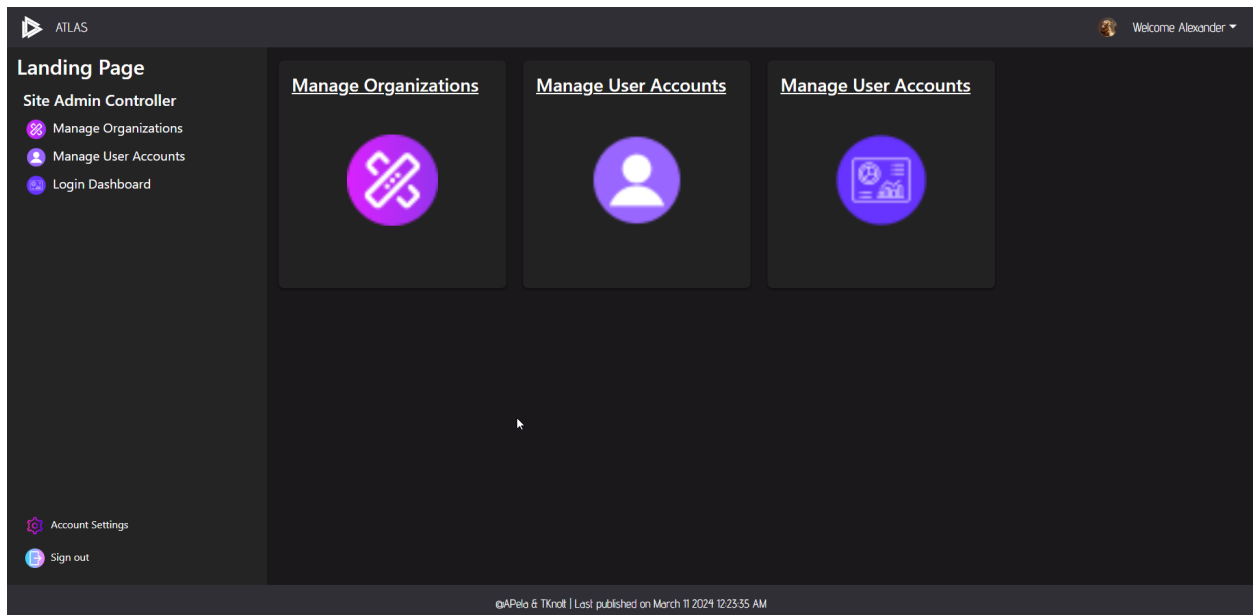 ATLAS
Welcome Alexander
Landing Page
Site Admin Controller
Manage Organizations
Manage User Accounts
Login Dashboard
Account Settings
Sign out
Manage Organizations
Manage User Accounts
Manage User Accounts
@APela & TKnoll | Last published on March 11 2024 12:23:35 AM